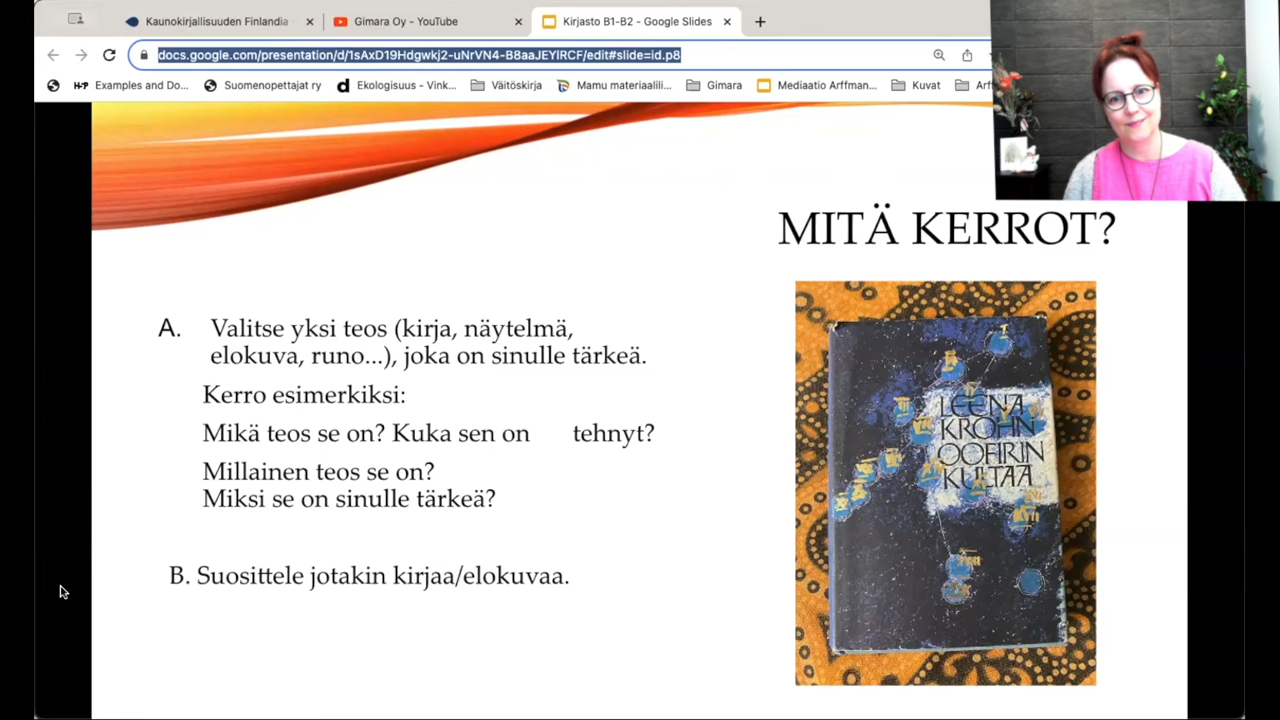 Kaunokirjallisuuden Finlandia
Gimara Oy - YouTube
Kirjasto B1-B2 - Google Slides
docs.google.com/presentation/d/1sAxD19Hdgwkj2-uNrVN4-B8aaJEYlRCF/edit#slide=id.p8
Examples and Do...
Suomenopettajat ry
Ekologisuus - Vink...
Väitöskirja
Mamu materiaalili...
Gimara
Mediaatio Arffman...
Kuvat
MITÄ KERROT?
A. Valitse yksi teos (kirja, näytelmä,
elokuva, runo...), joka on sinulle tärkeä.
Kerro esimerkiksi:
Mikä teos se on? Kuka sen on tehnyt?
Millainen teos se on?
Miksi se on sinulle tärkeä?
B. Suosittele jotakin kirjaa/elokuvaa.
LEENA
KROHN
OOFIRIN
KULTAA